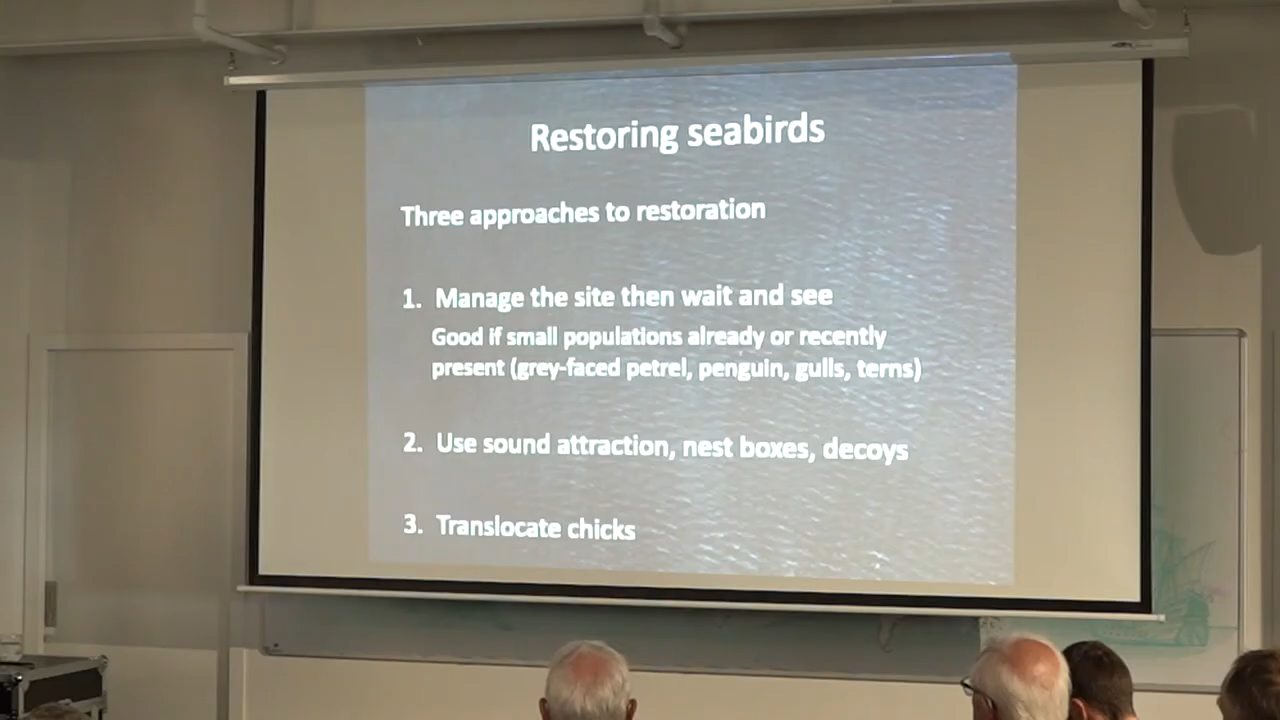 Restoring seabirds
Three approaches to restoration
1. Manage the site then wait and see
Good if small populations already or recently
present (grey-faced petrel, penguin, gulls, terns)
2. Use sound attraction, nest boxes, decoys
3. Translocate chicks